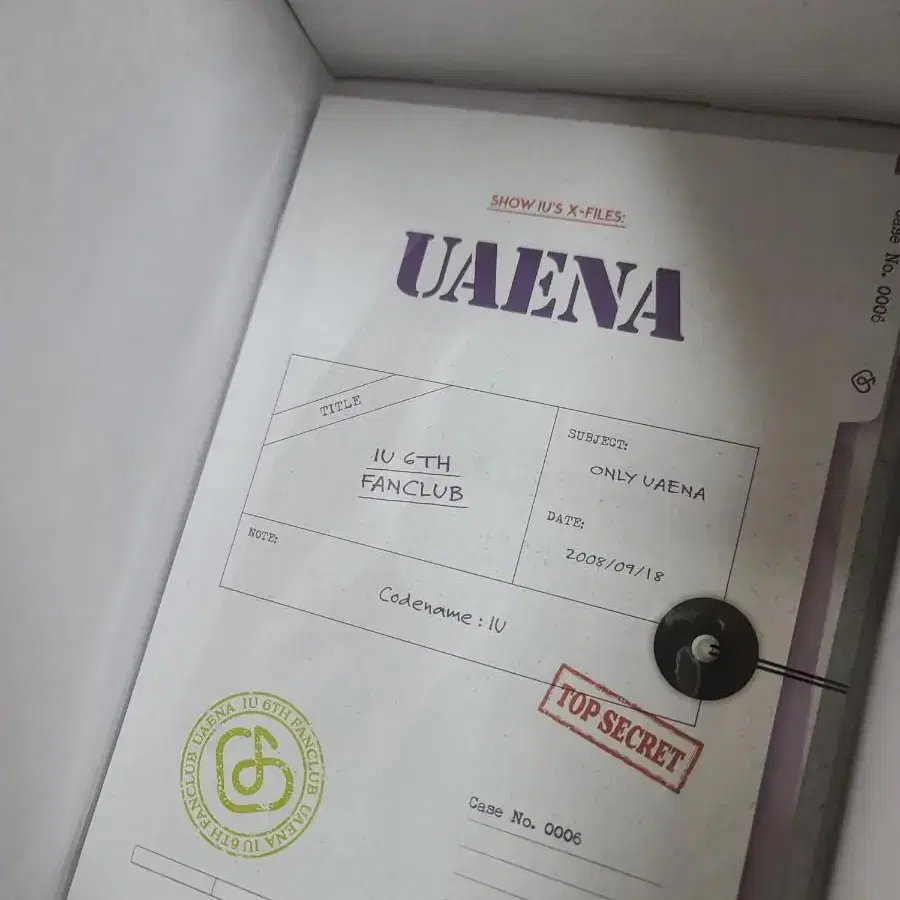 SHOW IU'S X-FILES:
UAENA
Case No. 0006
TITLE
IU 6TH
FANCLUB
SUBJECT:
ONLY UAENA
DATE:
2008/09/18
NOTE:
Codename : IU
TOP SECRET
UAENA IU 6TH FANCLUB UAENA IU 6TH FANCLUB
Case No. 0006